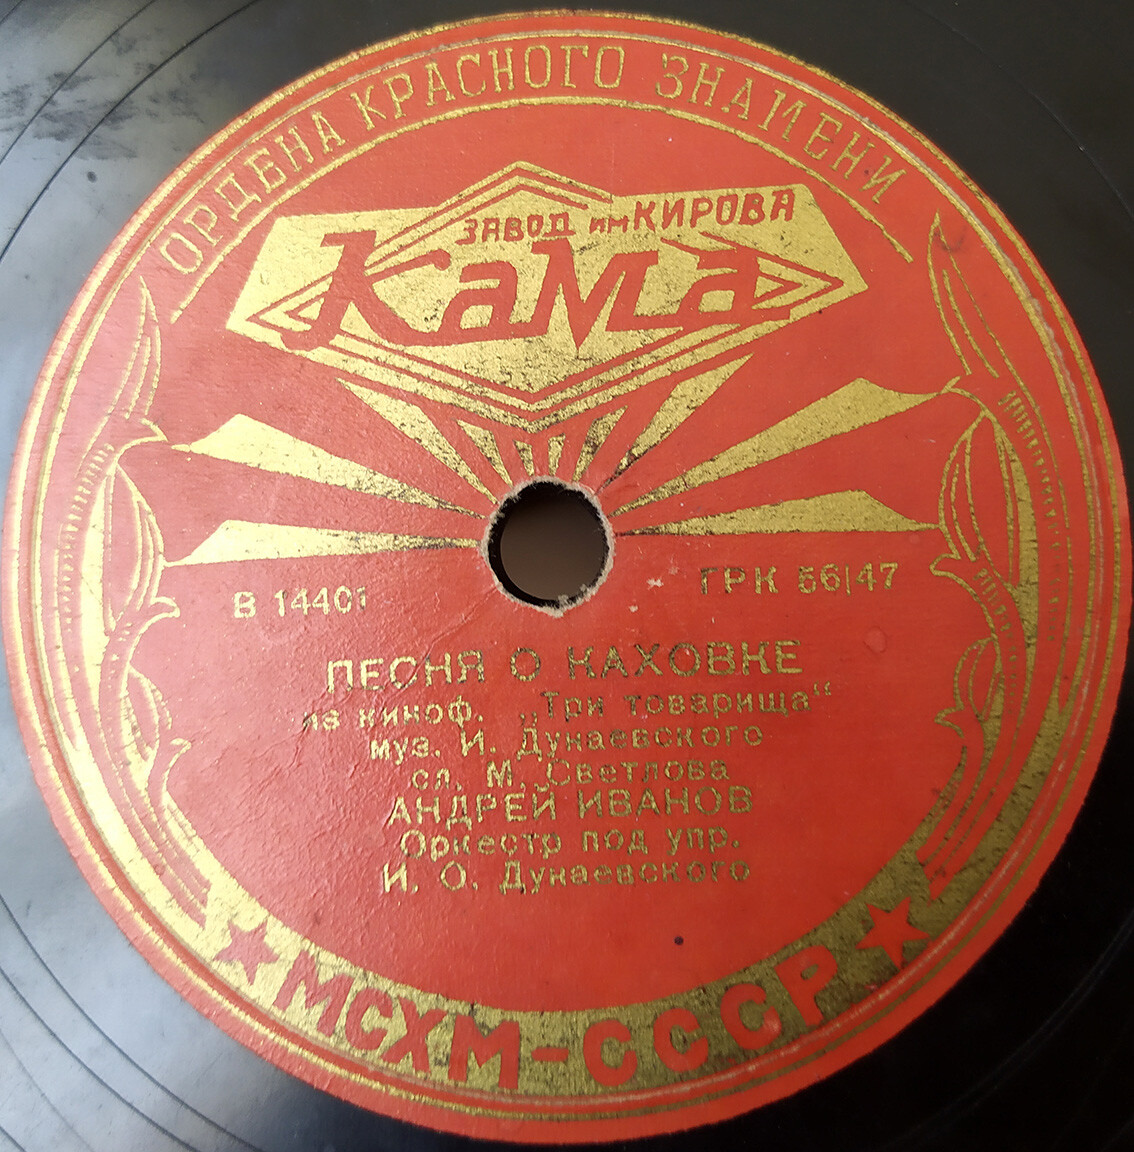 ОРДЕНА КРАСНОГО ЗНАМЕНИ
ЗАВОД им КИРОВА
Кама
В 14401
ГРК 56|47
ПЕСНЯ О КАХОВКЕ
из киноф. „Три товарища“
муз. И. Дунаевского
сл. М. Светлова
АНДРЕЙ ИВАНОВ
Оркестр под упр.
И. О. Дунаевского
МСХМ-СССР